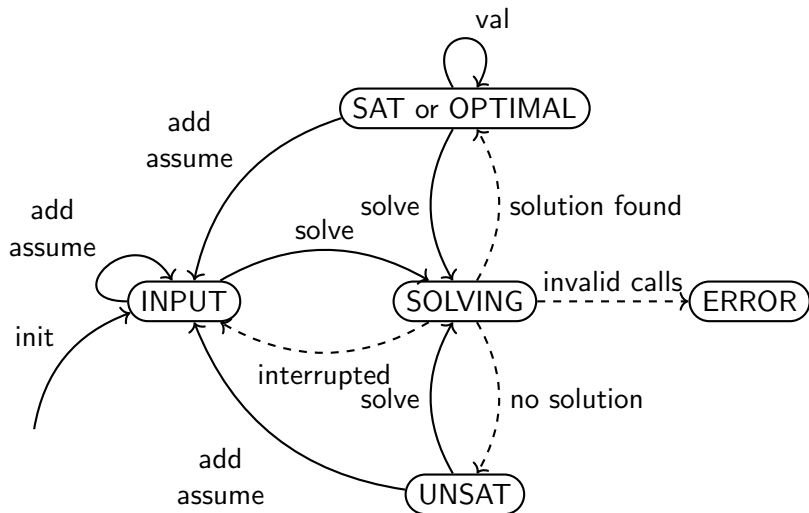 val
SAT or OPTIMAL
add
assume
solve
solution found
add
assume
solve
INPUT
SOLVING
invalid calls
ERROR
init
interrupted
solve
no solution
add
assume
UNSAT